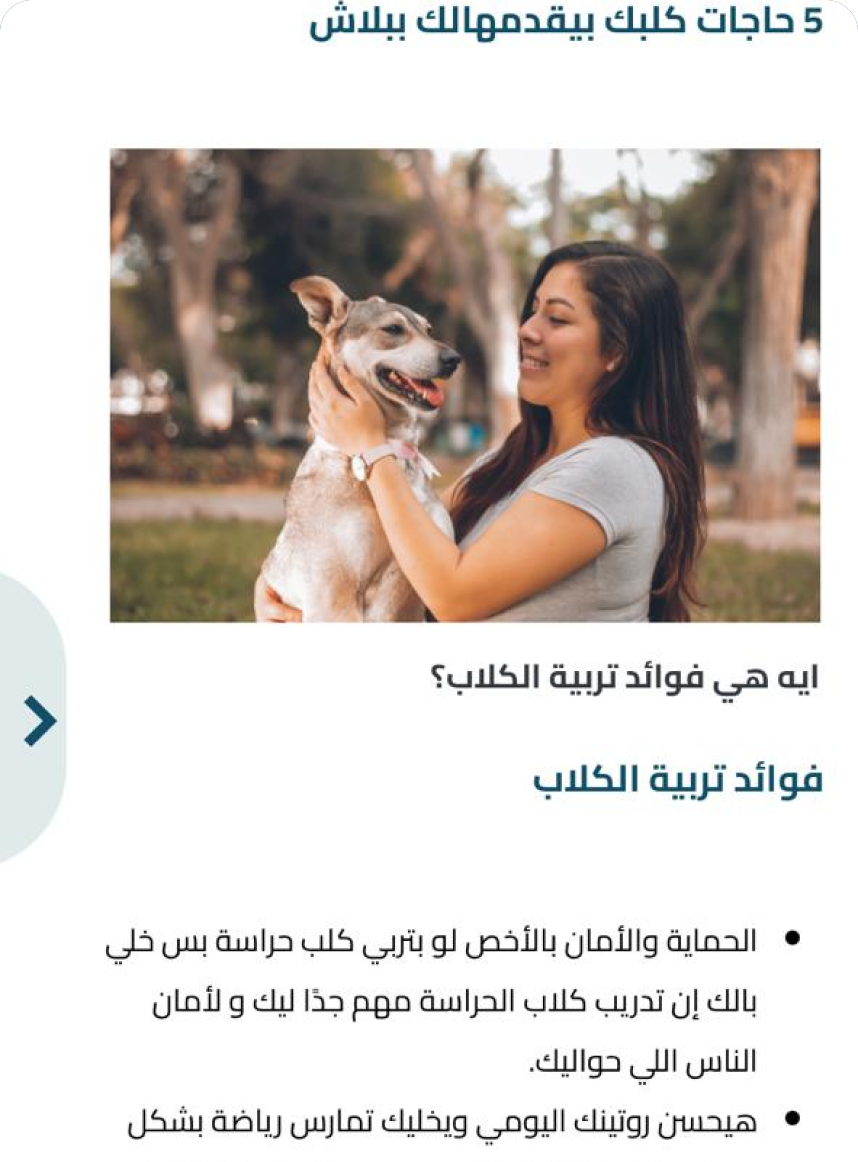 5 حاجات كلبك بيقدمهالك ببلاش
ايه هي فوائد تربية الكلاب؟
فوائد تربية الكلاب
الحماية والأمان بالأخص لو بتربي كلب حراسة بس خلي
بالك إن تدريب كلاب الحراسة مهم جدًا ليك و لأمان
الناس اللي حواليك.
هيحسن روتينك اليومي ويخليك تمارس رياضة بشكل